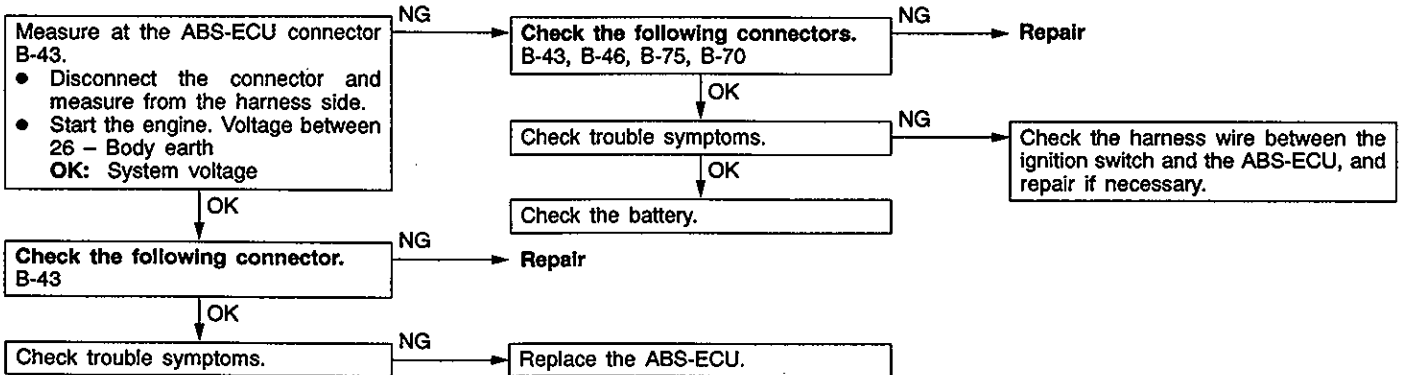 Measure at the ABS-ECU connector
B-43.
● Disconnect the connector and
measure from the harness side.
● Start the engine. Voltage between
26 – Body earth
OK: System voltage
NG
Check the following connectors.
B-43, B-46, B-75, B-70
NG
Repair
OK
Check trouble symptoms.
NG
Check the harness wire between the
ignition switch and the ABS-ECU, and
repair if necessary.
OK
Check the battery.
OK
Check the following connector.
B-43
NG
Repair
OK
Check trouble symptoms.
NG
Replace the ABS-ECU.